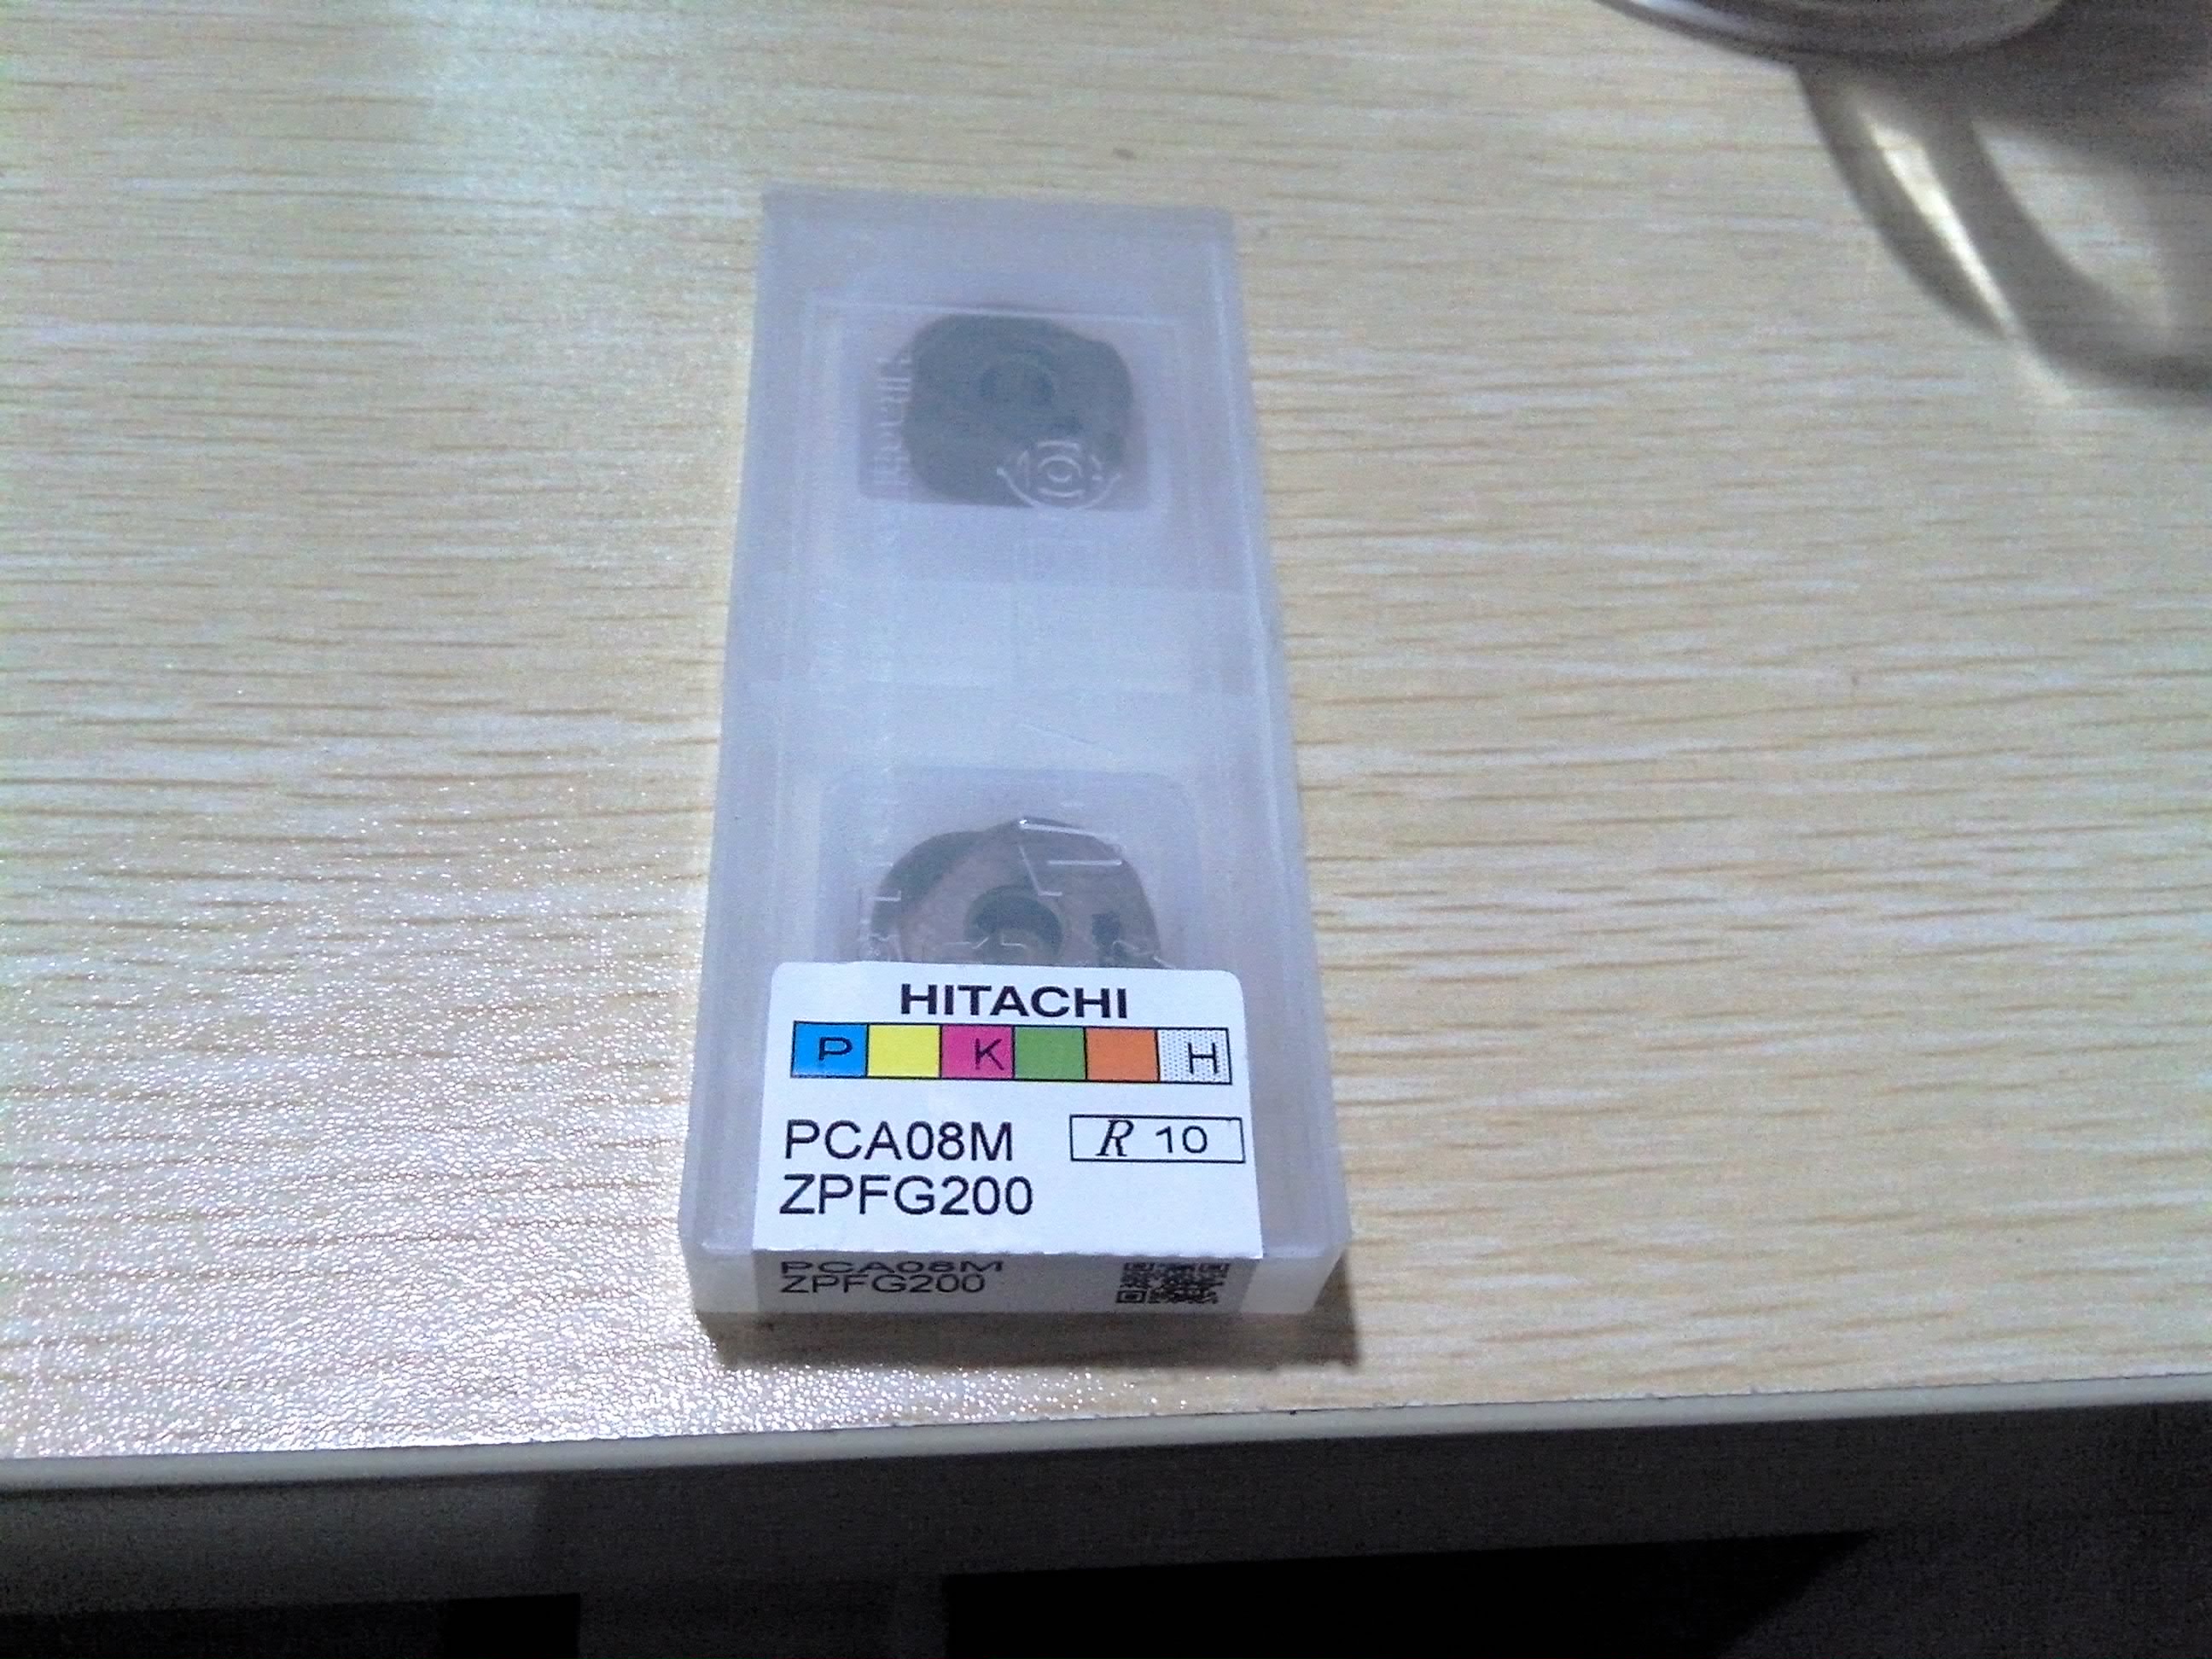 HITACHI
P K H
PCA08M R 10
ZPFG200
PCA08M
ZPFG200